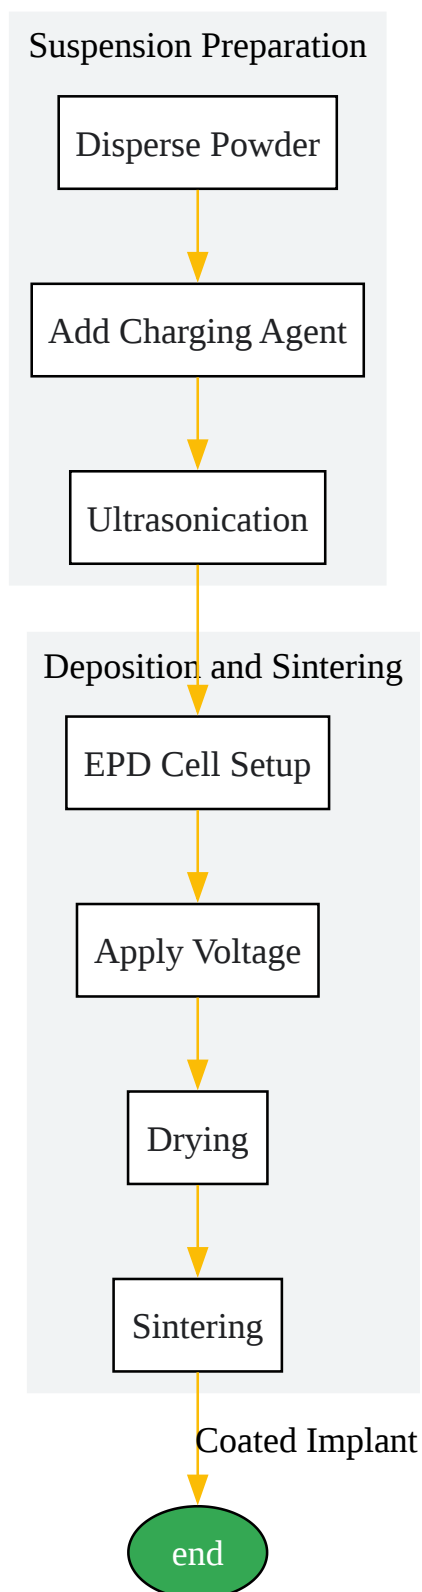 Suspension Preparation
Disperse Powder
Add Charging Agent
Ultrasonication
Deposition and Sintering
EPD Cell Setup
Apply Voltage
Drying
Sintering
Coated Implant
end